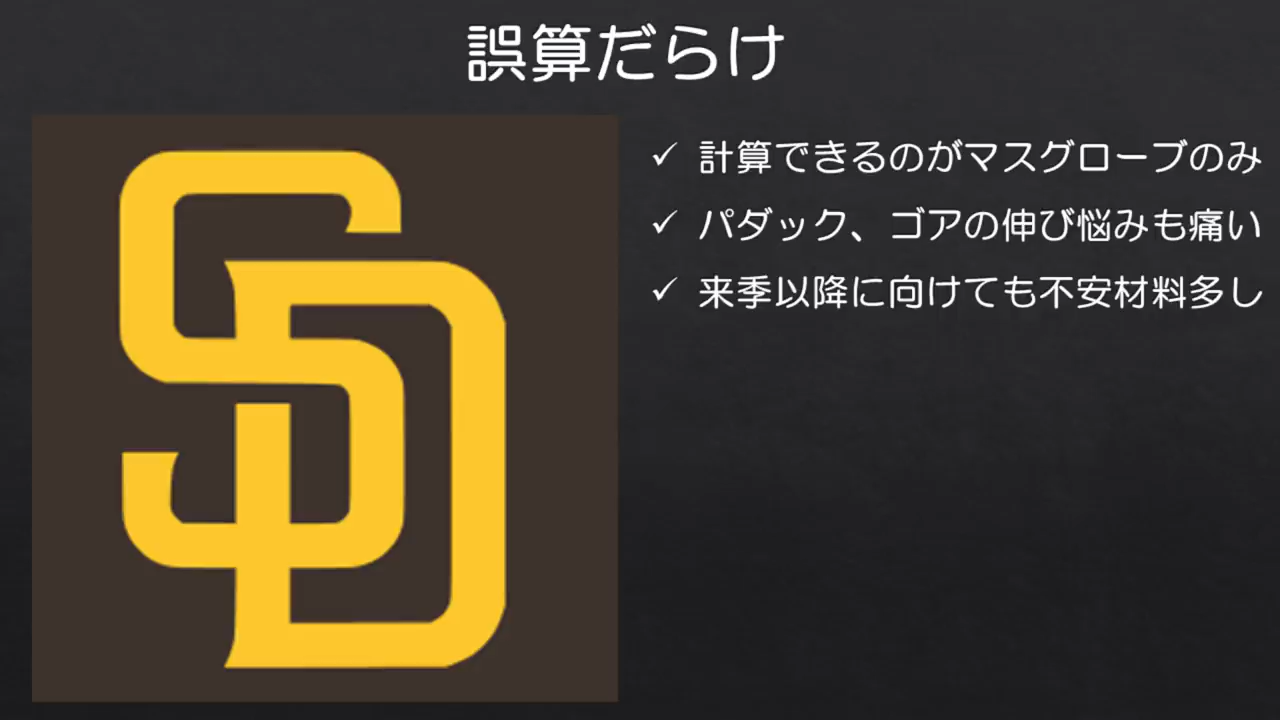 誤算だらけ
SD
✓ 計算できるのがマスグローブのみ
✓ パダック、ゴアの伸び悩みも痛い
✓ 来季以降に向けても不安材料多し